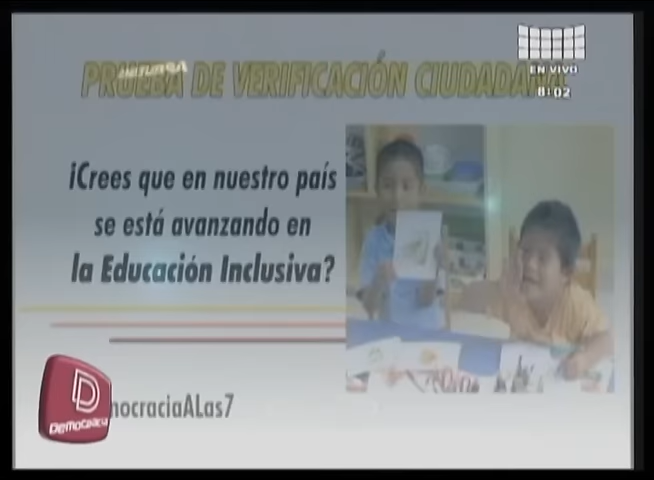 PRUEBA DE VERIFICACIÓN CIUDADANA
EN VIVO
8:02
¡Crees que en nuestro país
se está avanzando en
la Educación Inclusiva?
mocraciaALas7
D
DEMOCRACIA